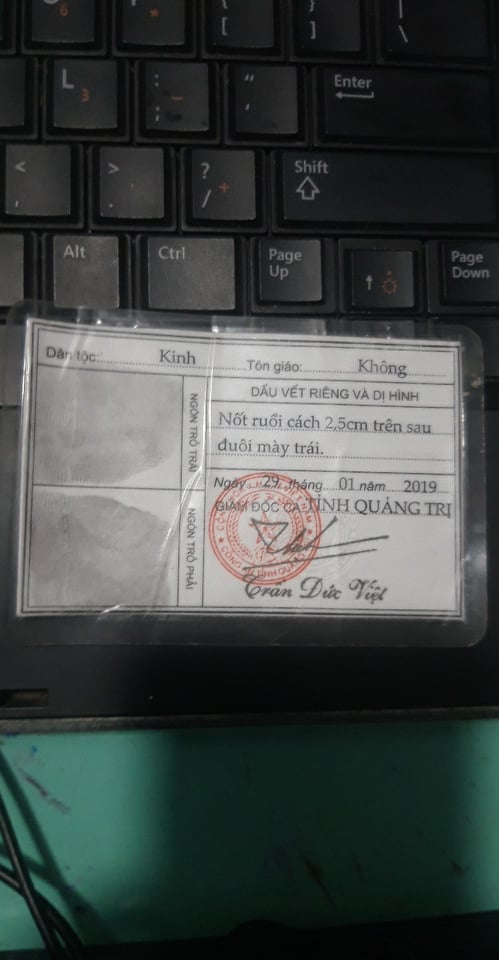 6
*
{
[
}
]
|
\
L
3
:
;
"
'
Enter
<
,
>
.
?
/
+
Shift
Alt
Ctrl
Page
Up
Page
Down
Dân tộc: Kinh Tôn giáo: Không
NGÓN TRỎ TRÁI
DẤU VẾT RIÊNG VÀ DỊ HÌNH
Nốt ruồi cách 2,5cm trên sau
đuôi mày trái.
Ngày 29 tháng 01 năm 2019
GIÁM ĐỐC CA TỈNH QUẢNG TRỊ
NGÓN TRỎ PHẢI
Trần Đức Việt